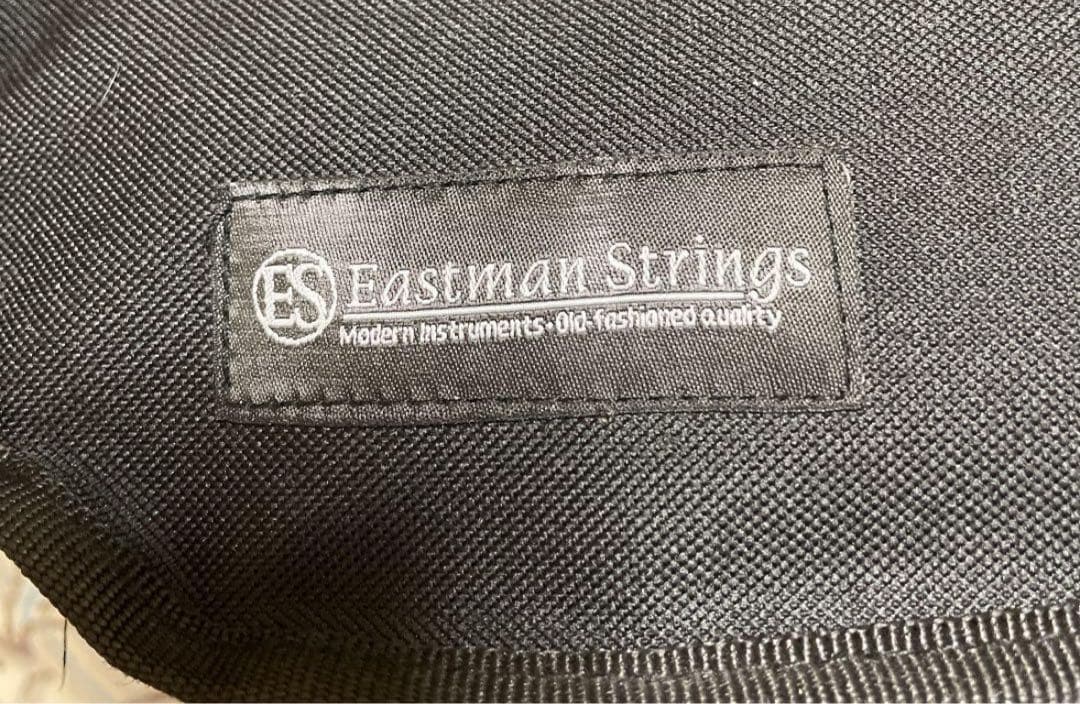 ES Eastman Strings
Modern Instruments·Old-fashioned quality